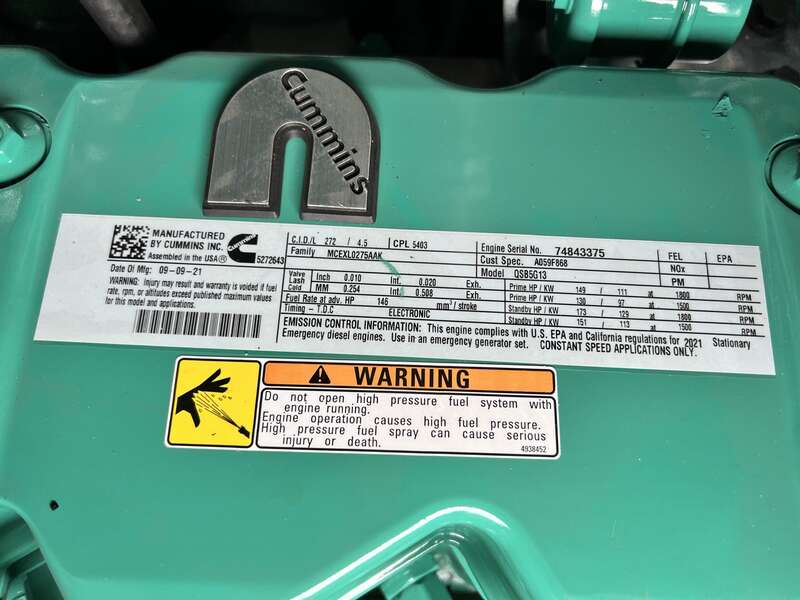 Cummins
MANUFACTURED
BY CUMMINS INC.
Assembled in the USA®
Cummins
5272643
Date Of Mfg: 09-09-21
WARNING: Injury may result and warranty is voided if fuel
rate, rpm, or altitudes exceed published maximum values
for this model and applications.
C.I.D./L 272 / 4.5 CPL 5403 Engine Serial No. 74843375 FEL EPA
Family MCEXL0275AAK Cust Spec. A059F868 NOx
Model QSB5G13 PM
Valve Lash Cold Inch 0.010 Int. 0.020 Exh.
MM 0.254 Int. 0.508 Exh.
Fuel Rate at adv. HP 146 mm³/stroke
Timing - T.D.C ELECTRONIC
Prime HP / KW 149 / 111 at 1800 RPM
Prime HP / KW 130 / 97 at 1500 RPM
Standby HP / KW 173 / 129 at 1800 RPM
Standby HP / KW 151 / 113 at 1500 RPM
EMISSION CONTROL INFORMATION: This engine complies with U.S. EPA and California regulations for 2021 Stationary
Emergency diesel engines. Use in an emergency generator set. CONSTANT SPEED APPLICATIONS ONLY.
WARNING
Do not open high pressure fuel system with
engine running.
Engine operation causes high fuel pressure.
High pressure fuel spray can cause serious
injury or death.
4938452